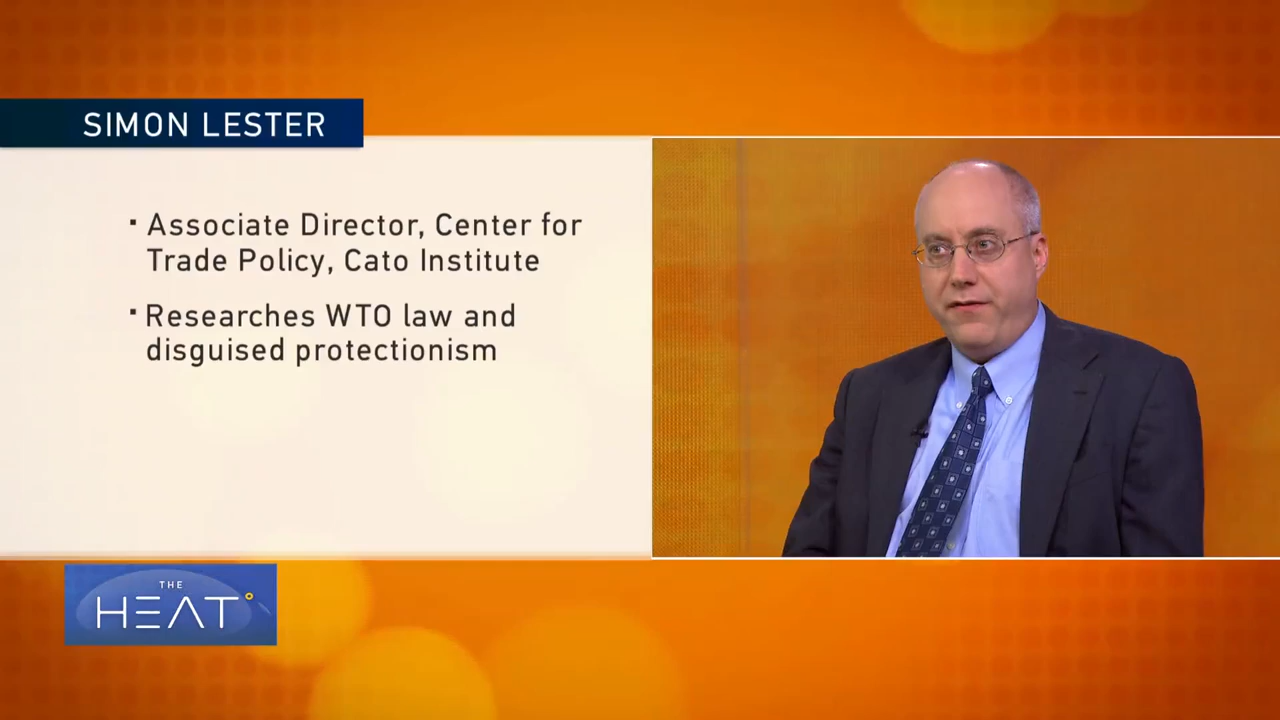 SIMON LESTER
▪ Associate Director, Center for
Trade Policy, Cato Institute
▪ Researches WTO law and
disguised protectionism
THE
HEAT°